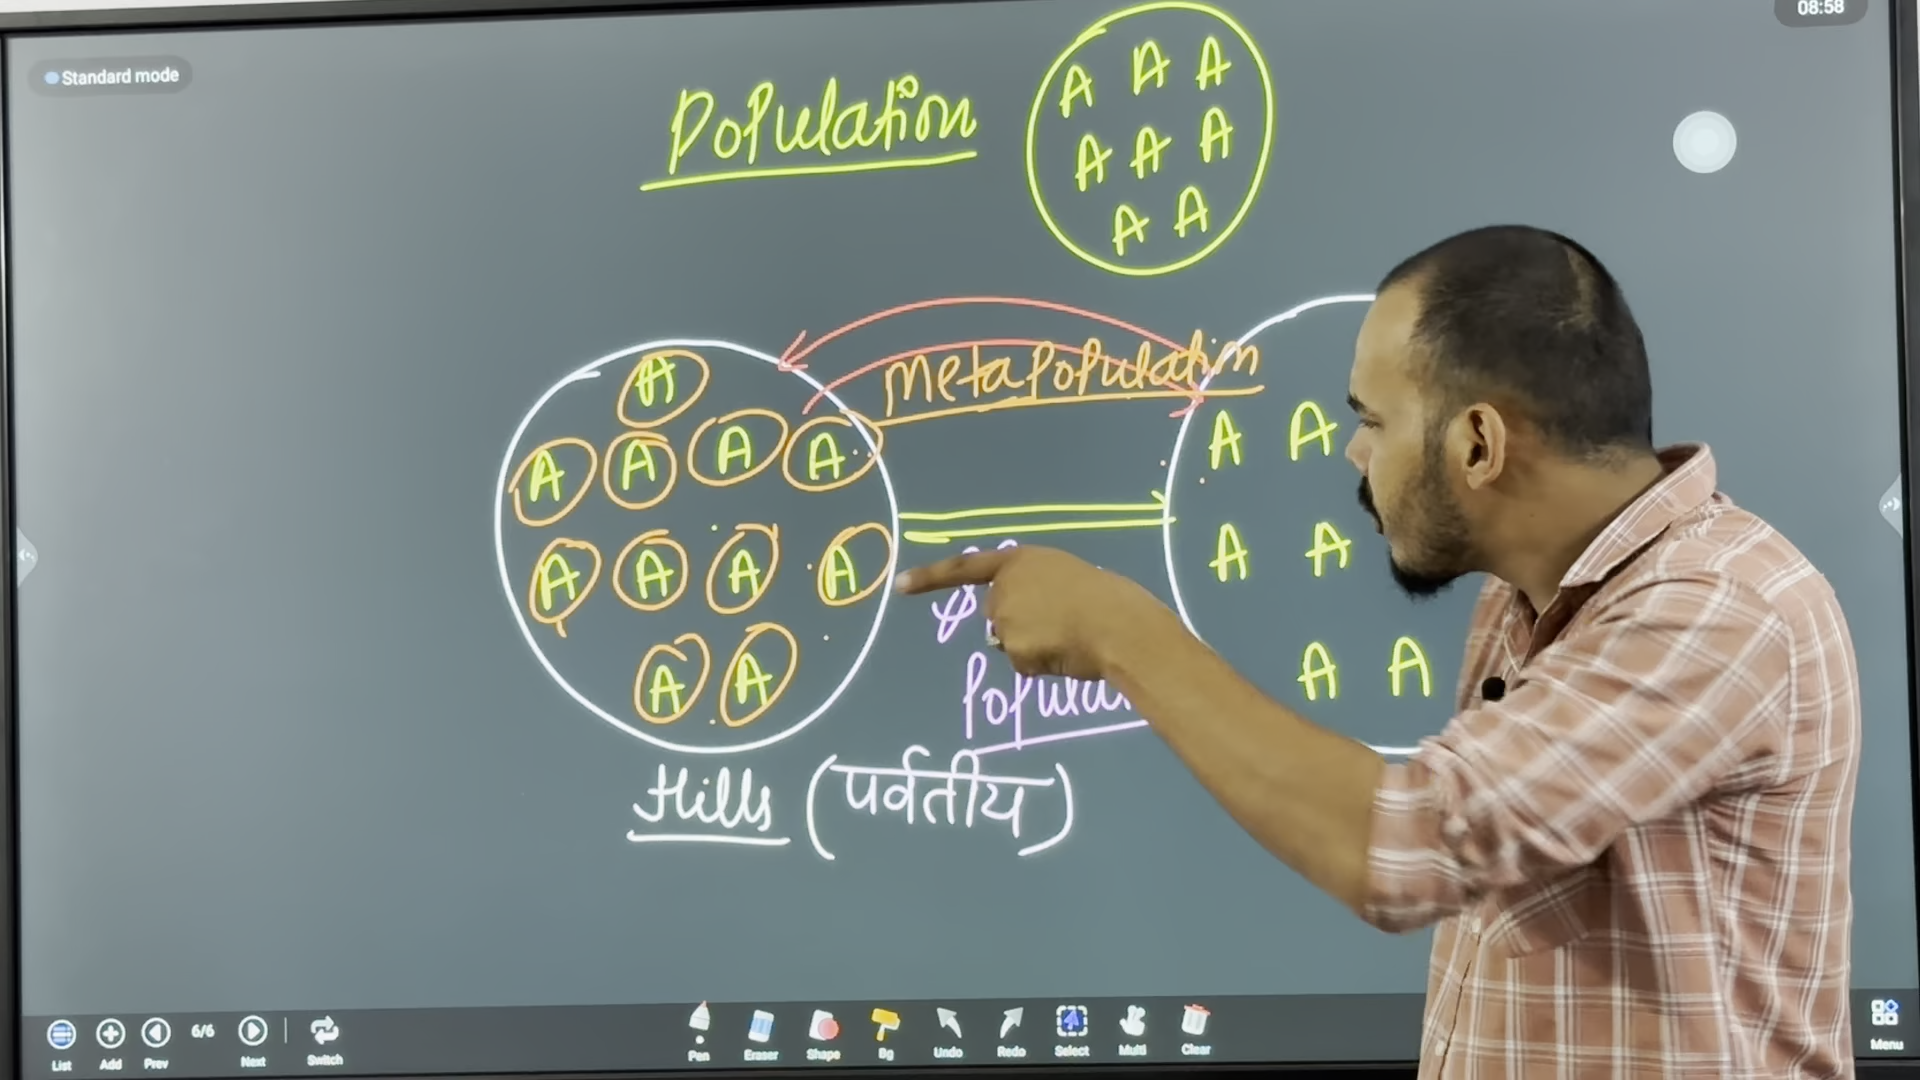 08:58
Standard mode
Population
A A A
A A A
A A
Metapopulation
A
A A A A
A A A A
A A
A A
A A
A A
Hills (पर्वतीय)
List Add Prev 6/6 Next Switch
Pen Eraser Shape Bg Undo Redo Select Multi Clear
Menu